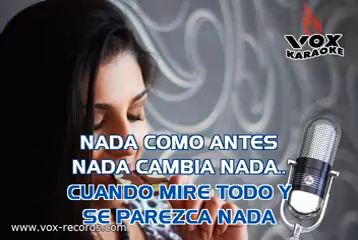 VOX
KARAOKE
NADA COMO ANTES
NADA CAMBIA NADA..
CUANDO MIRE TODO Y
SE PAREZCA NADA
www.vox-records.com